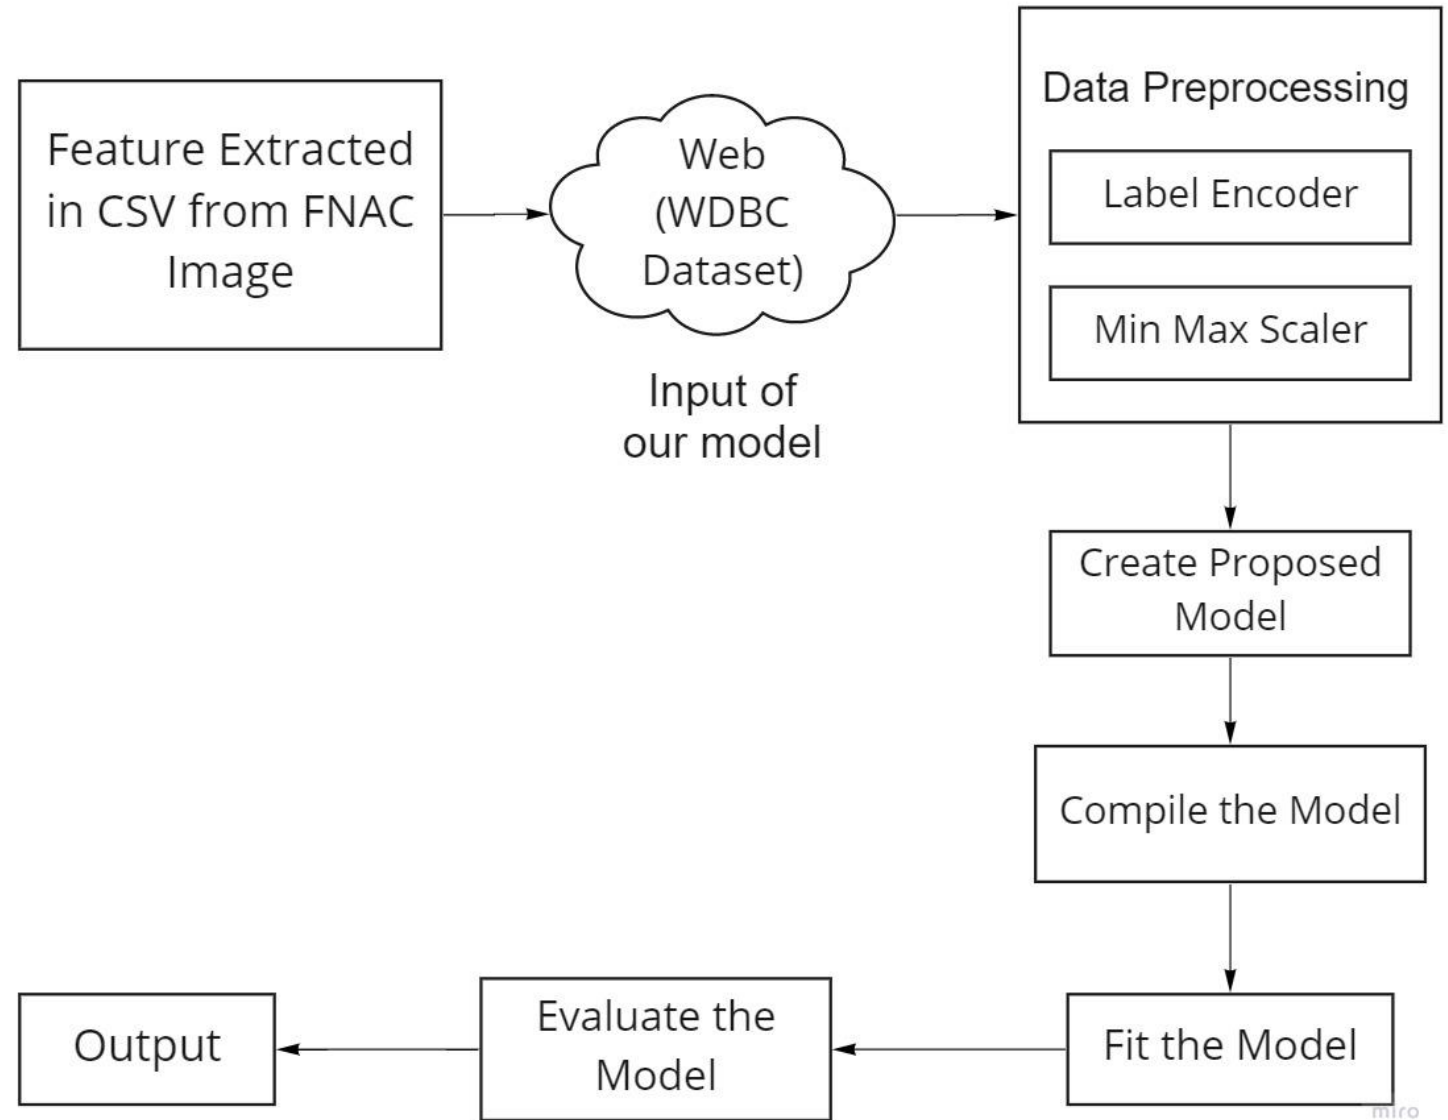 Feature Extracted
in CSV from FNAC
Image
Web
(WDBC
Dataset)
Input of
our model
Data Preprocessing
Label Encoder
Min Max Scaler
Create Proposed
Model
Compile the Model
Fit the Model
Evaluate the
Model
Output
miro